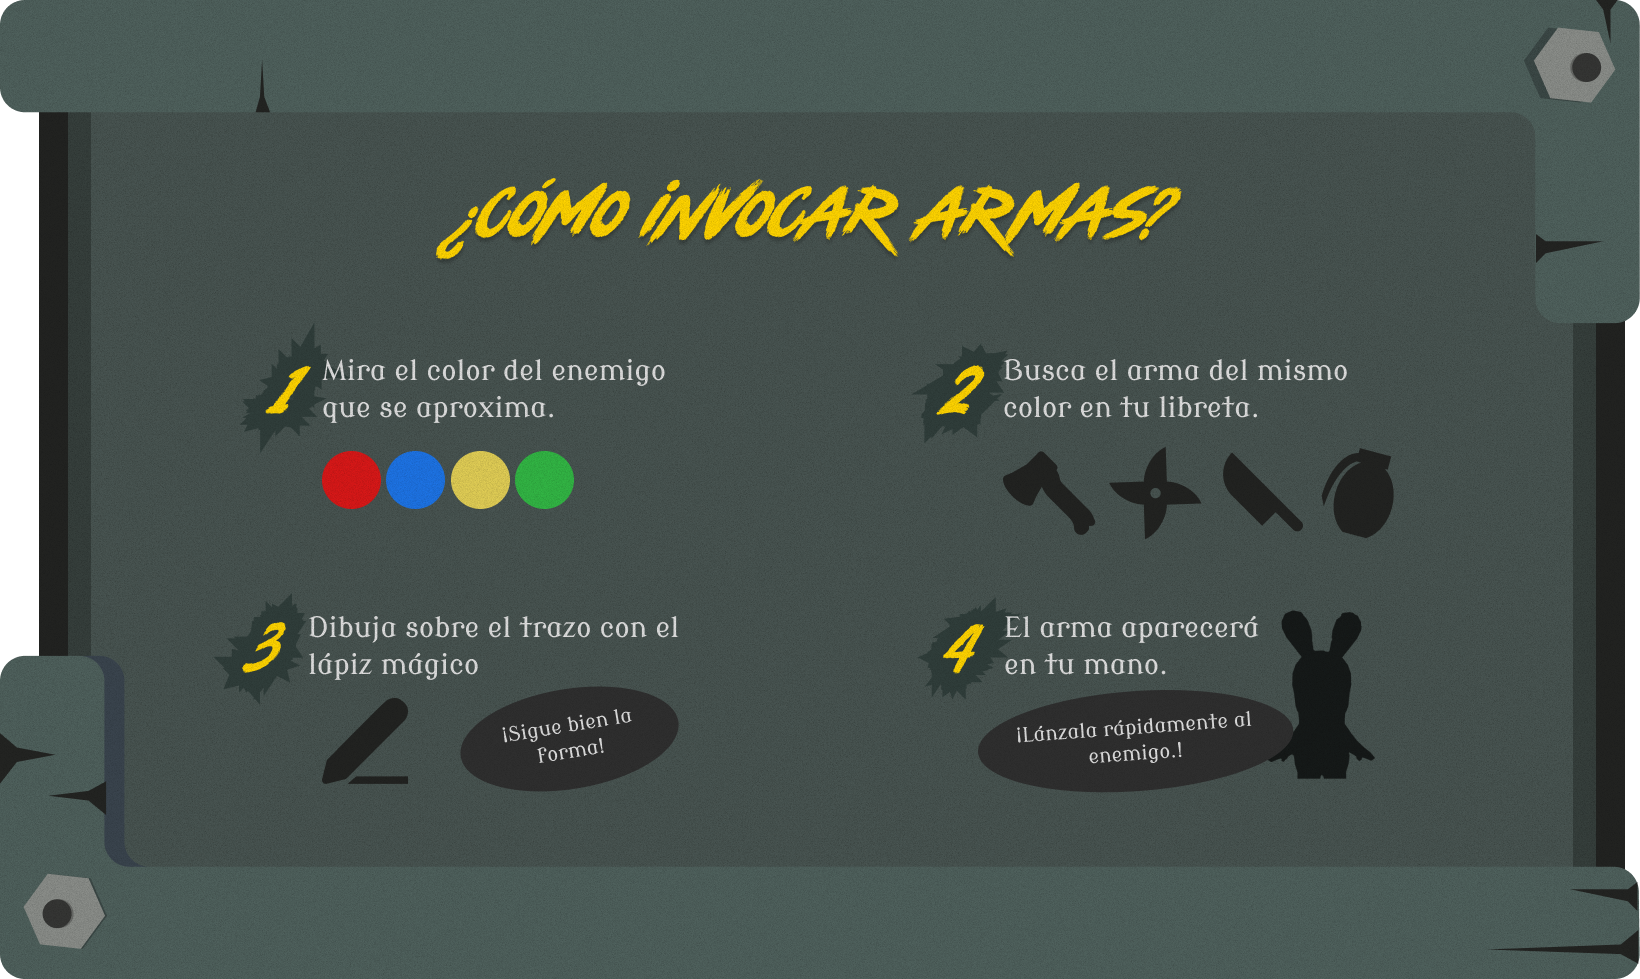 ¿CÓMO INVOCAR ARMAS?
1
Mira el color del enemigo
que se aproxima.
2
Busca el arma del mismo
color en tu libreta.
3
Dibuja sobre el trazo con el
lápiz mágico
¡Sigue bien la
forma!
4
El arma aparecerá
en tu mano.
¡Lánzala rápidamente al
enemigo.!